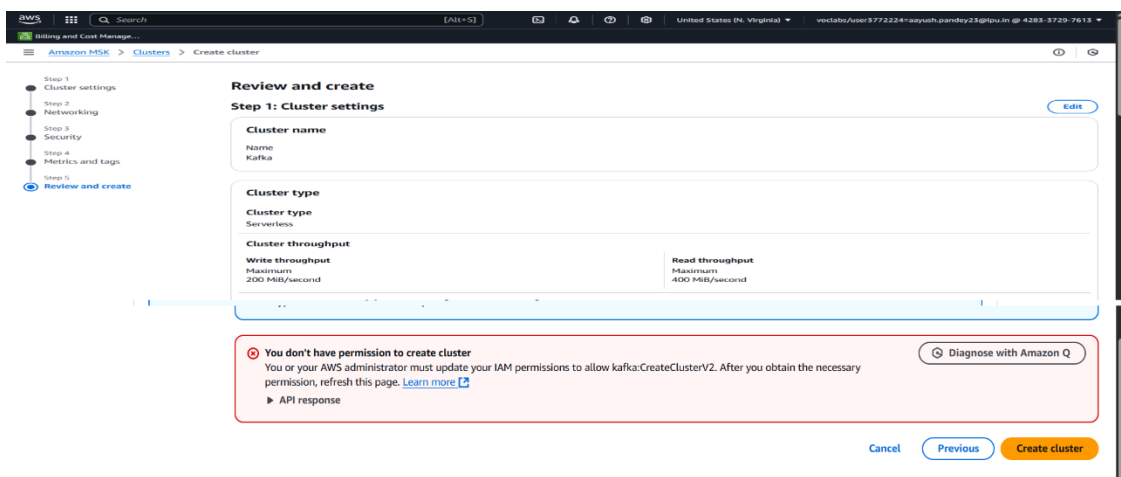 aws
Search
[Alt+S]
United States (N. Virginia)
voclabs/user3772224=aayush.pandey23@lpu.in @ 4283-3729-7613
Billing and Cost Manage...
Amazon MSK > Clusters > Create cluster
Step 1
Cluster settings
Step 2
Networking
Step 3
Security
Step 4
Metrics and tags
Step 5
Review and create
Review and create
Step 1: Cluster settings
Edit
Cluster name
Name
Kafka
Cluster type
Cluster type
Serverless
Cluster throughput
Write throughput
Maximum
200 MiB/second
Read throughput
Maximum
400 MiB/second
You don't have permission to create cluster
Diagnose with Amazon Q
You or your AWS administrator must update your IAM permissions to allow kafka:CreateClusterV2. After you obtain the necessary
permission, refresh this page. Learn more
API response
Cancel
Previous
Create cluster